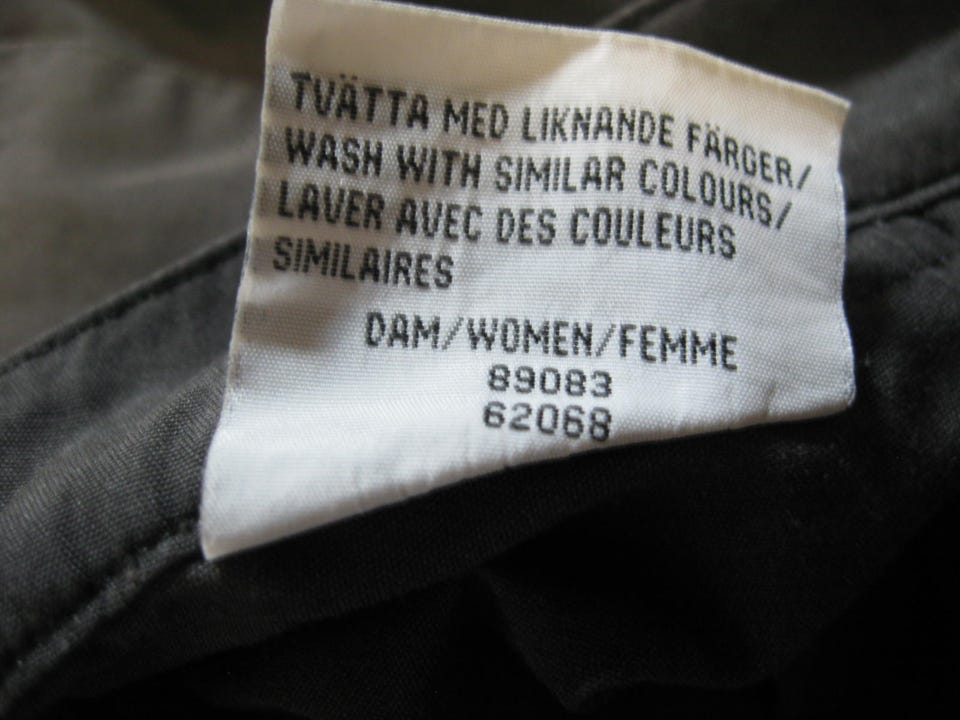 TVÄTTA MED LIKNANDE FÄRGER/
WASH WITH SIMILAR COLOURS/
LAVER AVEC DES COULEURS
SIMILAIRES
DAM/WOMEN/FEMME
89083
62068